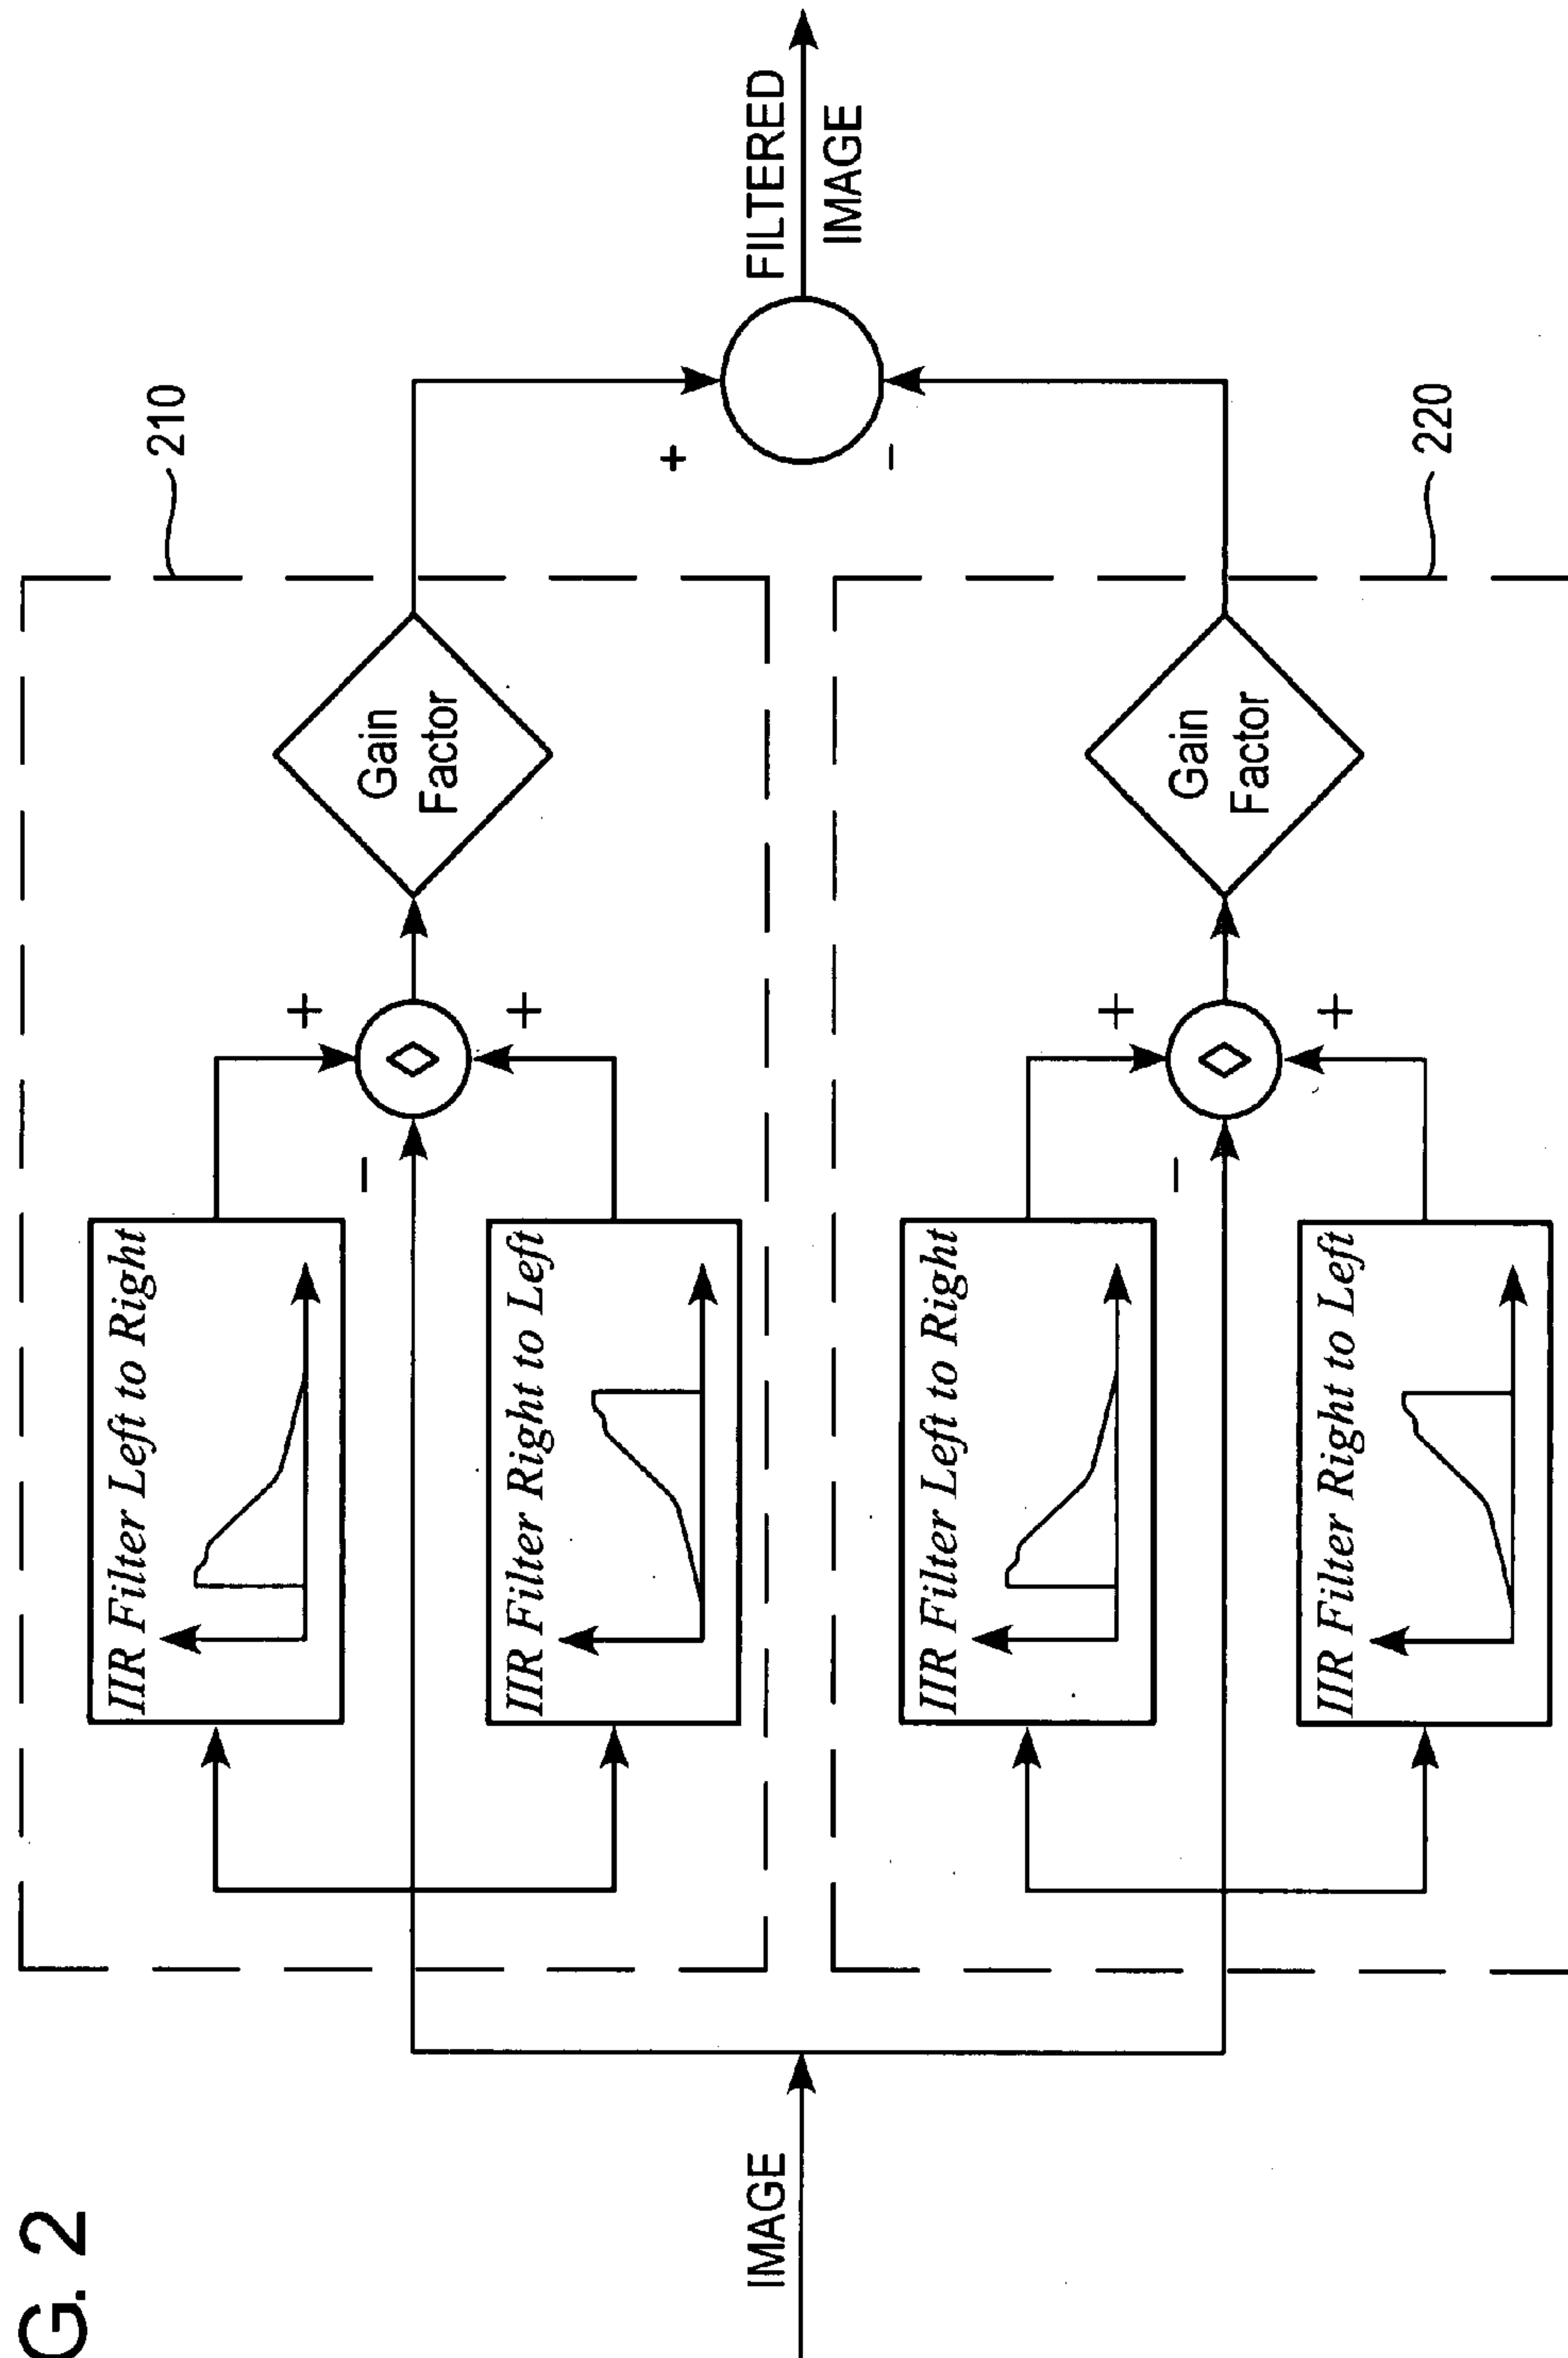 G. 2
210
IIR Filter Left to Right
+
Gain
Factor
−
IIR Filter Right to Left
+
+
FILTERED
IMAGE
IMAGE
−
IIR Filter Left to Right
+
Gain
Factor
−
IIR Filter Right to Left
+
220